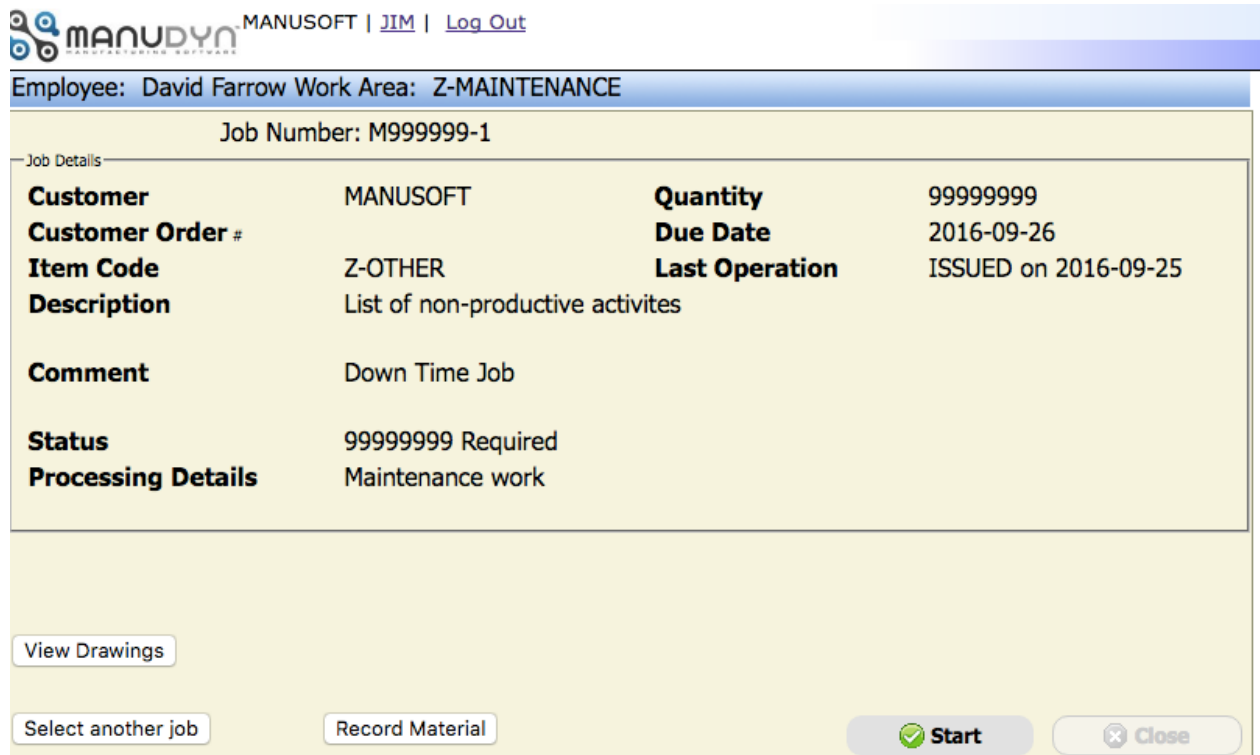 MANUDYN MANUSOFT | JIM | Log Out
MANUFACTURING SOFTWARE
Employee: David Farrow Work Area: Z-MAINTENANCE
Job Number: M999999-1
Job Details
Customer MANUSOFT Quantity 99999999
Customer Order # Due Date 2016-09-26
Item Code Z-OTHER Last Operation ISSUED on 2016-09-25
Description List of non-productive activites
Comment Down Time Job
Status 99999999 Required
Processing Details Maintenance work
View Drawings
Select another job Record Material Start Close